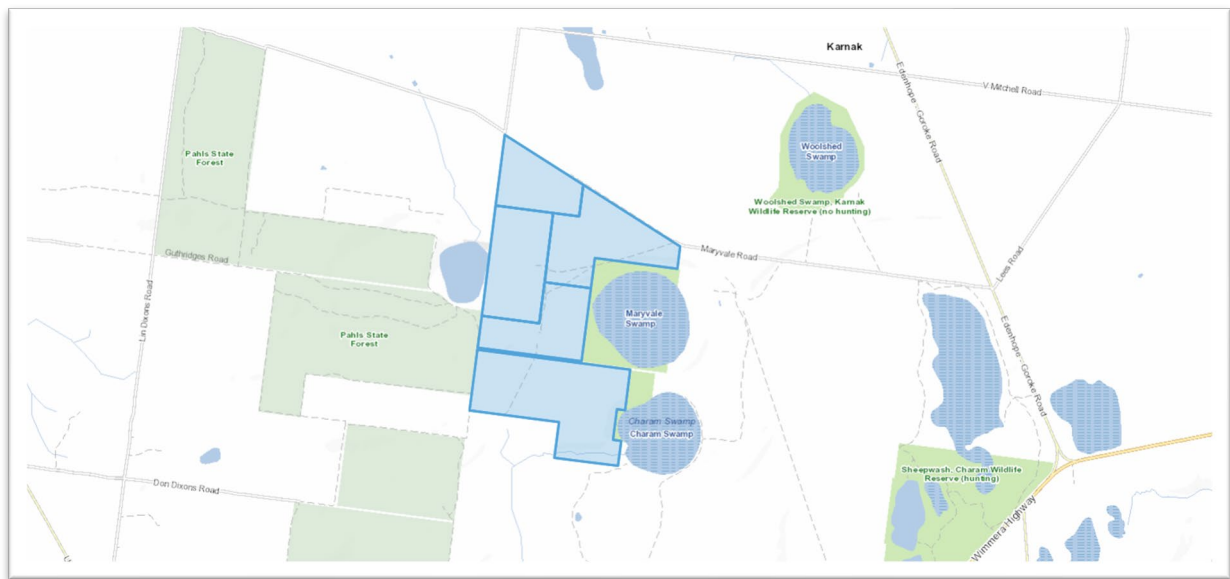 Karnak
V Mitchell Road
Edenhope - Goroke Road
Pahls State
Forest
Woolshed
Swamp
Woolshed Swamp, Karnak
Wildlife Reserve (no hunting)
Guthridges Road
Maryvale Road
Lees Road
Lin Dixons Road
Maryvale
Swamp
Pahls State
Forest
Edenhope - Goroke Road
Charam Swamp
Charam Swamp
Sheepwash, Charam Wildlife
Reserve (hunting)
Don Dixons Road
Wimmera Highway